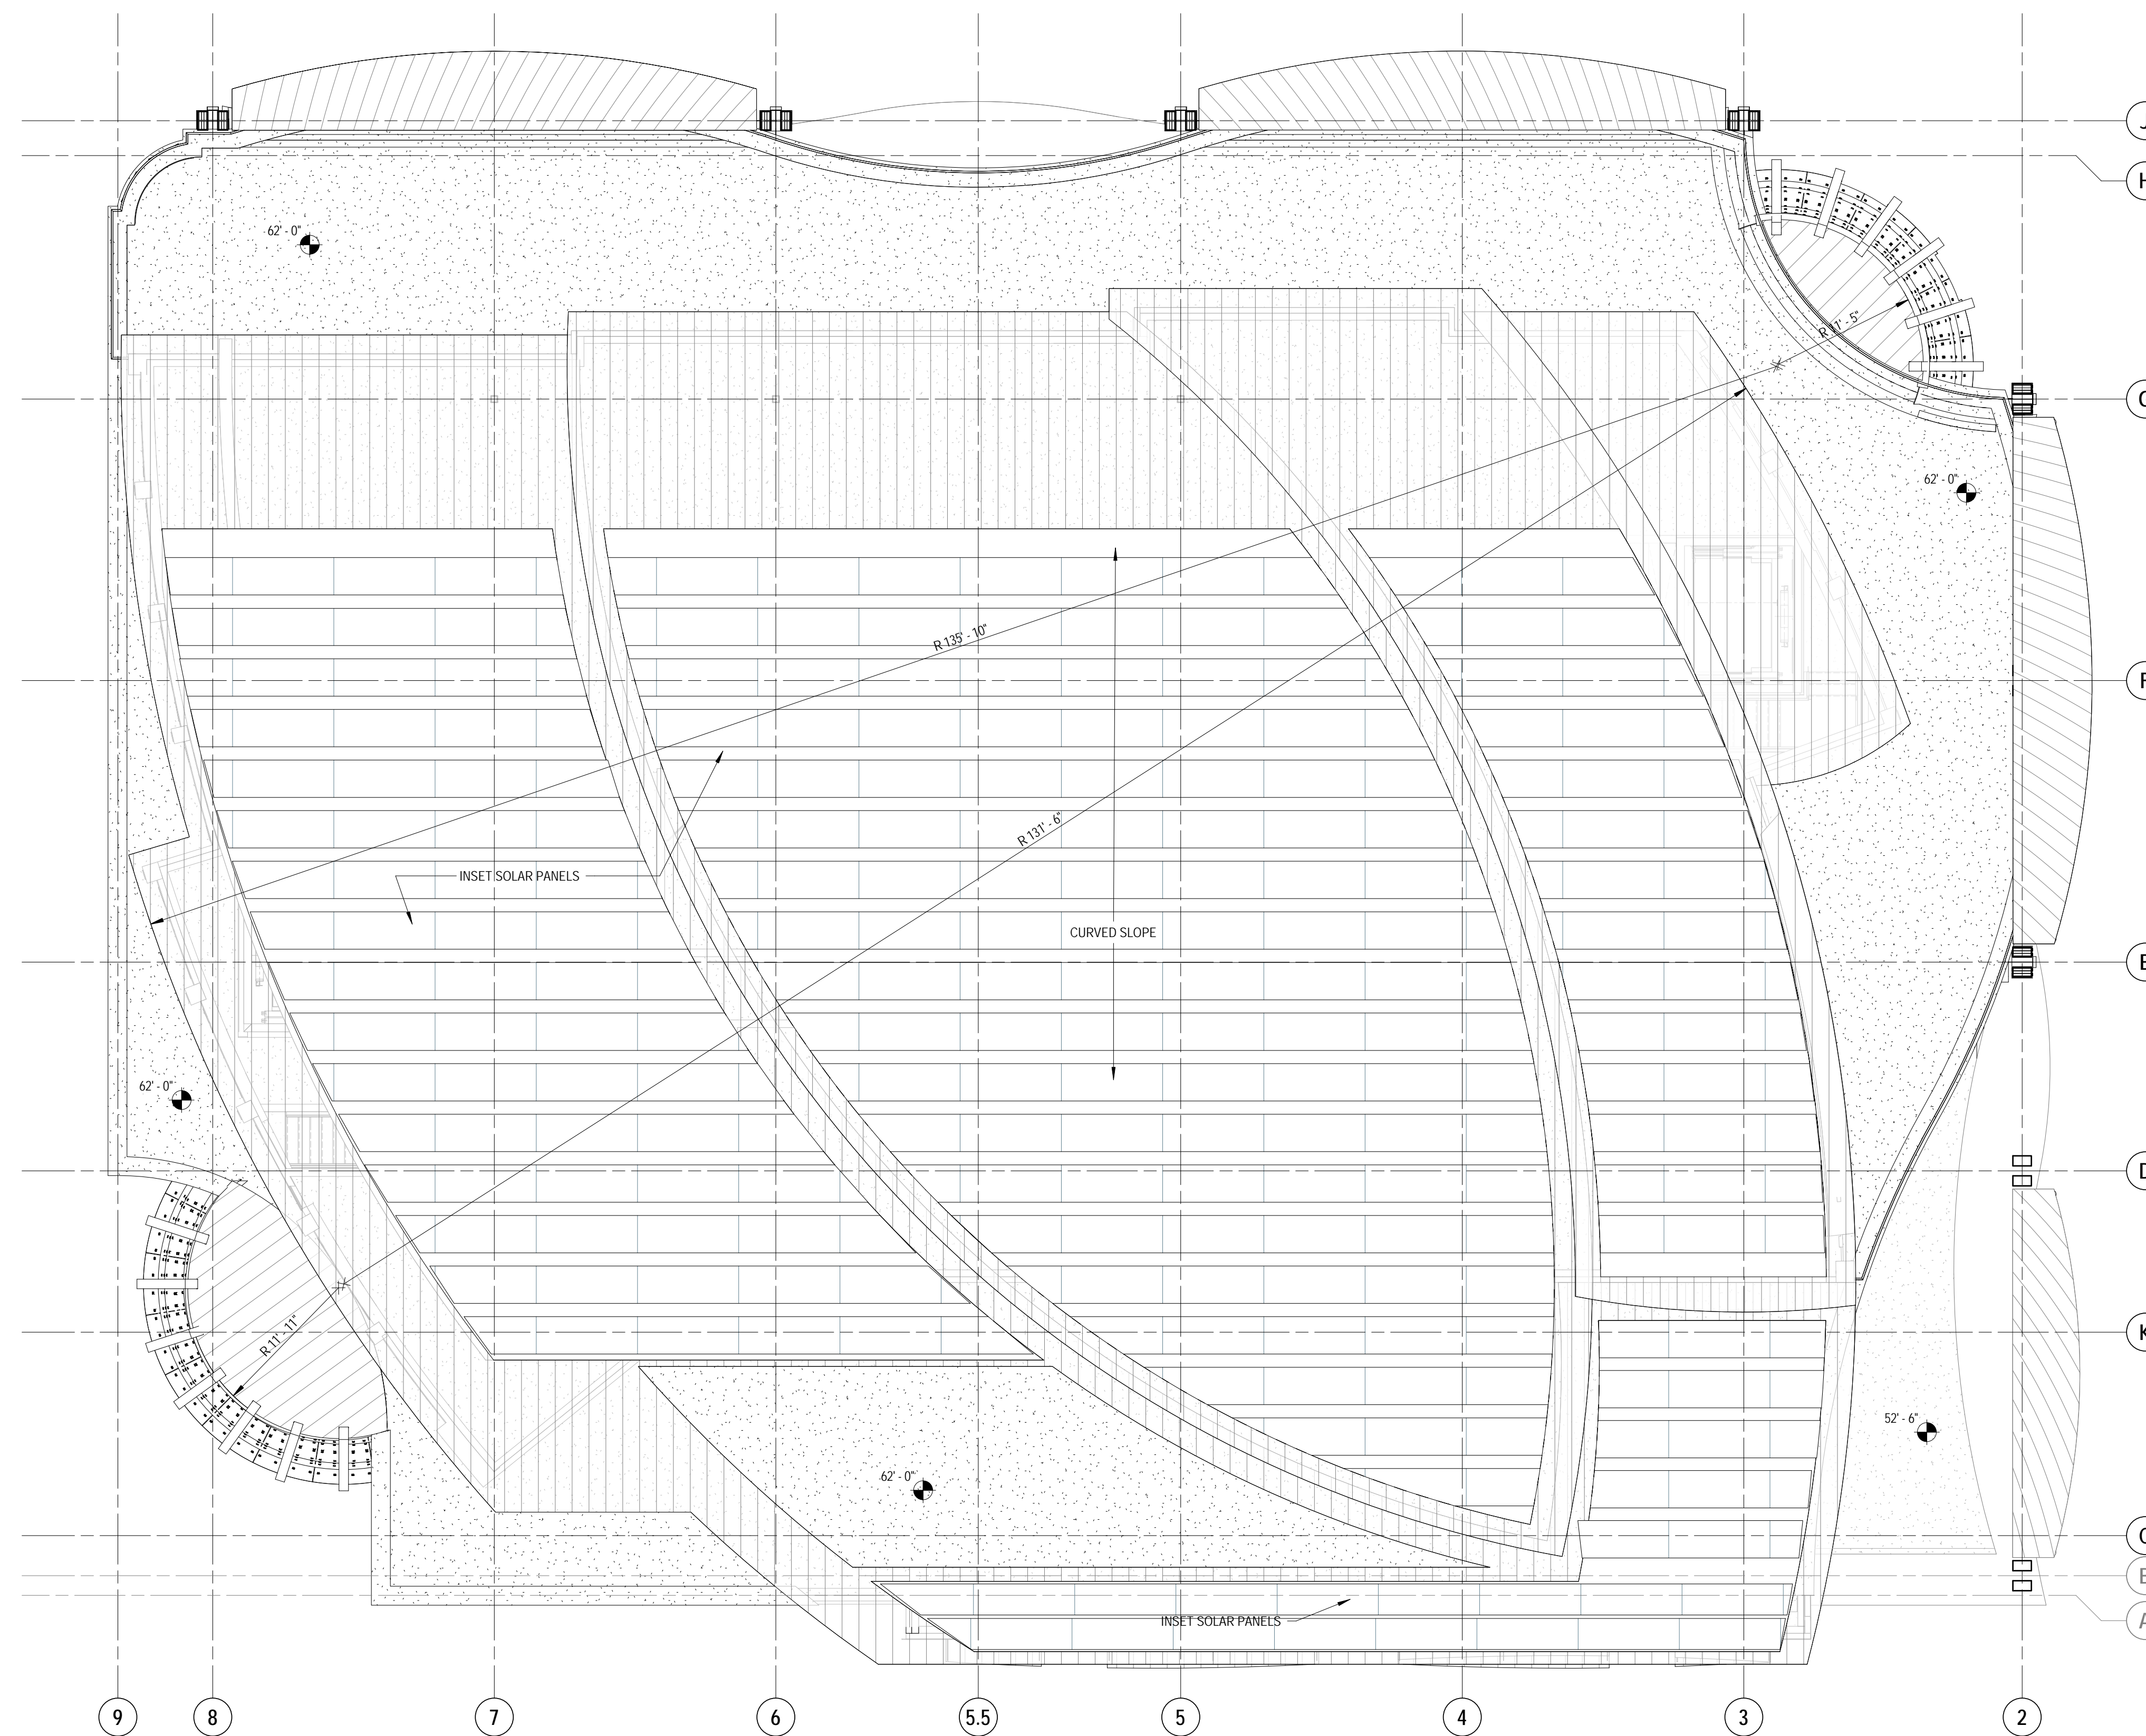 J
H
62' - 0"
R 11' - 5"
62' - 0"
R 135' - 10"
R 131' - 6"
INSET SOLAR PANELS
CURVED SLOPE
E
62' - 0"
D
K
R 11' - 11"
52' - 6"
62' - 0"
INSET SOLAR PANELS
A
9
8
7
6
5.5
5
4
3
2